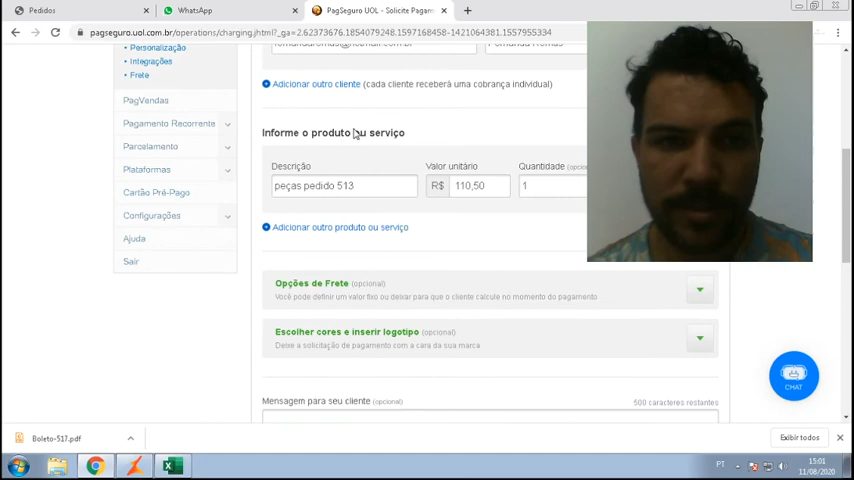 Pedidos
WhatsApp
PagSeguro UOL - Solicite Pagam
pagseguro.uol.com.br/operations/charging.jhtml?_ga=2.62373676.1854079248.1597168458-1421064381.1557955334
Personalização
Integrações
Frete
PagVendas
Pagamento Recorrente
Parcelamento
Plataformas
Cartão Pré-Pago
Configurações
Ajuda
Sair
Adicionar outro cliente (cada cliente receberá uma cobrança individual)
Informe o produto ou serviço
Descrição Valor unitário Quantidade (opci
peças pedido 513 R$ 110,50 1
Adicionar outro produto ou serviço
Opções de Frete (opcional)
Você pode definir um valor fixo ou deixar para que o cliente calcule no momento do pagamento
Escolher cores e inserir logotipo (opcional)
Deixe a solicitação de pagamento com a cara da sua marca
Mensagem para seu cliente (opcional) 500 caracteres restantes
CHAT
Boleto-517.pdf
Exibir todos
PT
15:01
11/08/2020